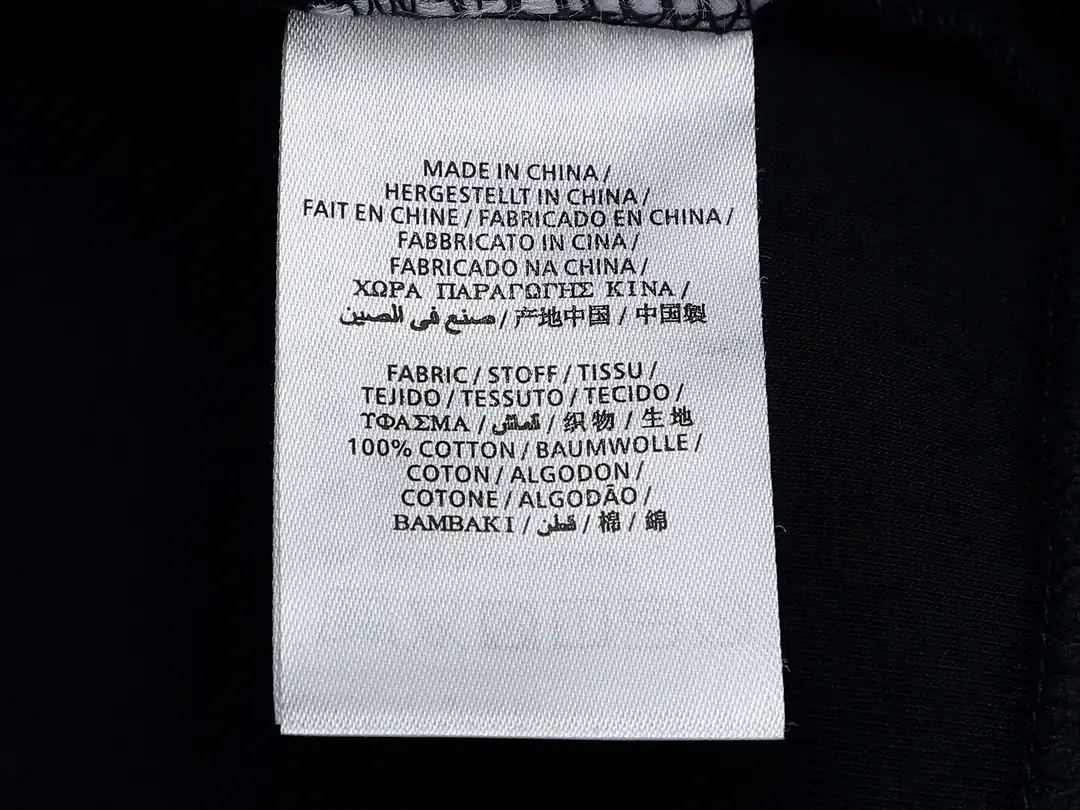 MADE IN CHINA /
HERGESTELLT IN CHINA /
FAIT EN CHINE / FABRICADO EN CHINA /
FABBRICATO IN CINA /
FABRICADO NA CHINA /
ΧΩΡΑ ΠΑΡΑΓΩΓΗΣ ΚΙΝΑ /
صنع في الصين / 产地中国 / 中国製
FABRIC / STOFF / TISSU /
TEJIDO / TESSUTO / TECIDO /
ΥΦΑΣΜΑ / قماش / 织物 / 生地
100% COTTON / BAUMWOLLE /
COTON / ALGODON /
COTONE / ALGODÃO /
ΒΑΜΒΑΚΙ / قطن / 棉 / 綿